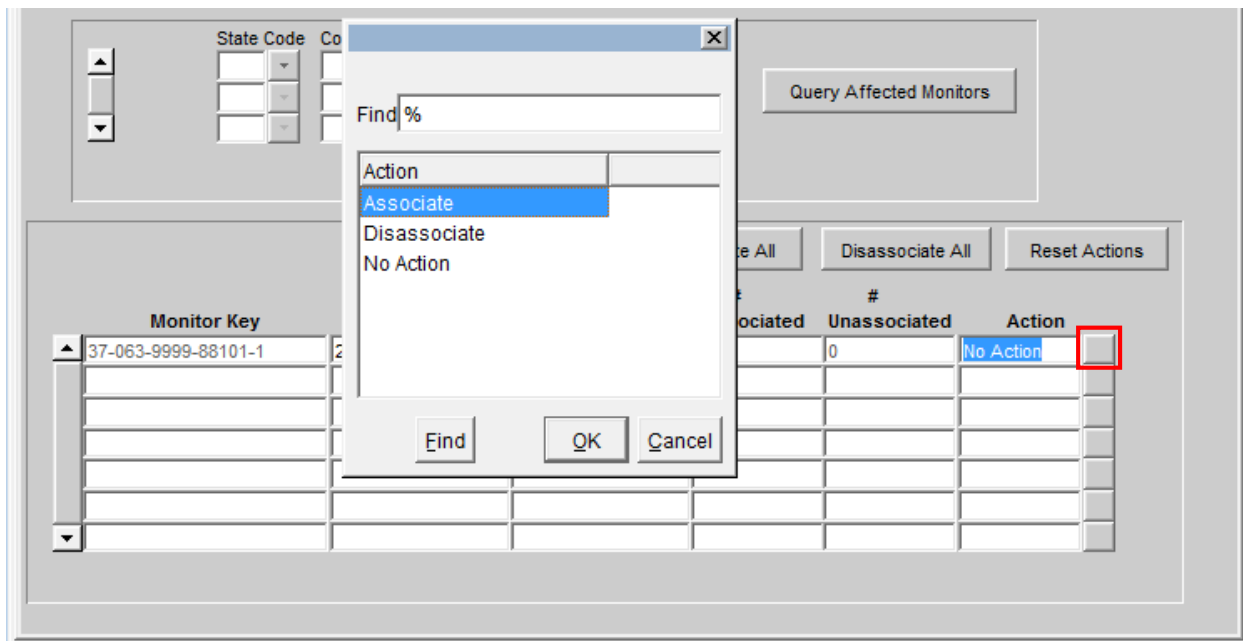 State Code Co
Query Affected Monitors
Find %
Action
Associate
Disassociate
No Action
te All Disassociate All Reset Actions
# #
Monitor Key ociated Unassociated Action
37-063-9999-88101-1 2 0 No Action
Find OK Cancel